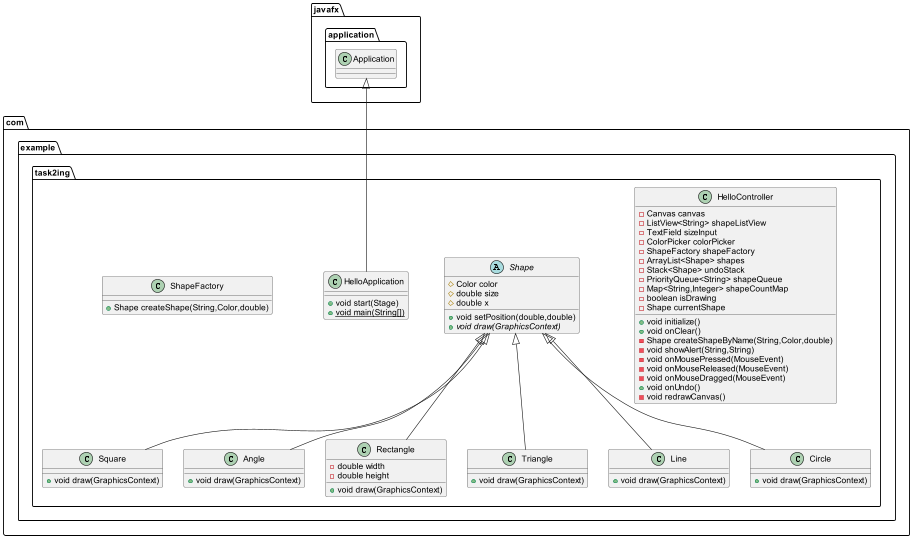 javafx
application
C Application
com
example
task2ing
C HelloController
Canvas canvas
ListView<String> shapeListView
TextField sizeInput
ColorPicker colorPicker
ShapeFactory shapeFactory
ArrayList<Shape> shapes
Stack<Shape> undoStack
PriorityQueue<String> shapeQueue
Map<String,Integer> shapeCountMap
boolean isDrawing
Shape currentShape
void initialize()
void onClear()
Shape createShapeByName(String,Color,double)
void showAlert(String,String)
void onMousePressed(MouseEvent)
void onMouseReleased(MouseEvent)
void onMouseDragged(MouseEvent)
void onUndo()
void redrawCanvas()
C ShapeFactory
Shape createShape(String,Color,double)
C HelloApplication
void start(Stage)
void main(String[])
A Shape
Color color
double size
double x
void setPosition(double,double)
void draw(GraphicsContext)
C Square
void draw(GraphicsContext)
C Angle
void draw(GraphicsContext)
C Rectangle
double width
double height
void draw(GraphicsContext)
C Triangle
void draw(GraphicsContext)
C Line
void draw(GraphicsContext)
C Circle
void draw(GraphicsContext)